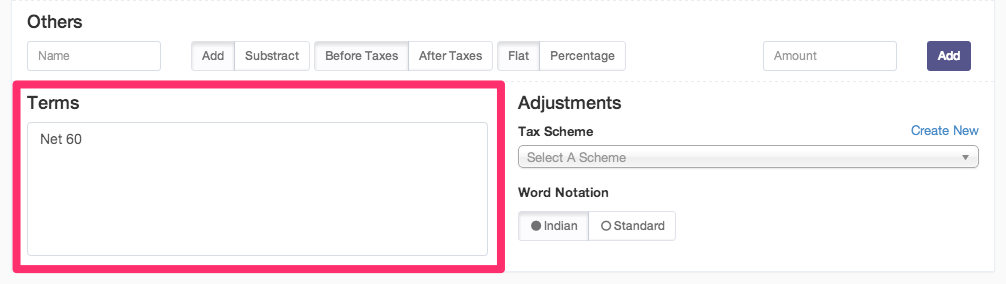 Others
Name Add Substract Before Taxes After Taxes Flat Percentage Amount Add
Terms
Net 60
Adjustments
Tax Scheme Create New
Select A Scheme
Word Notation
Indian Standard